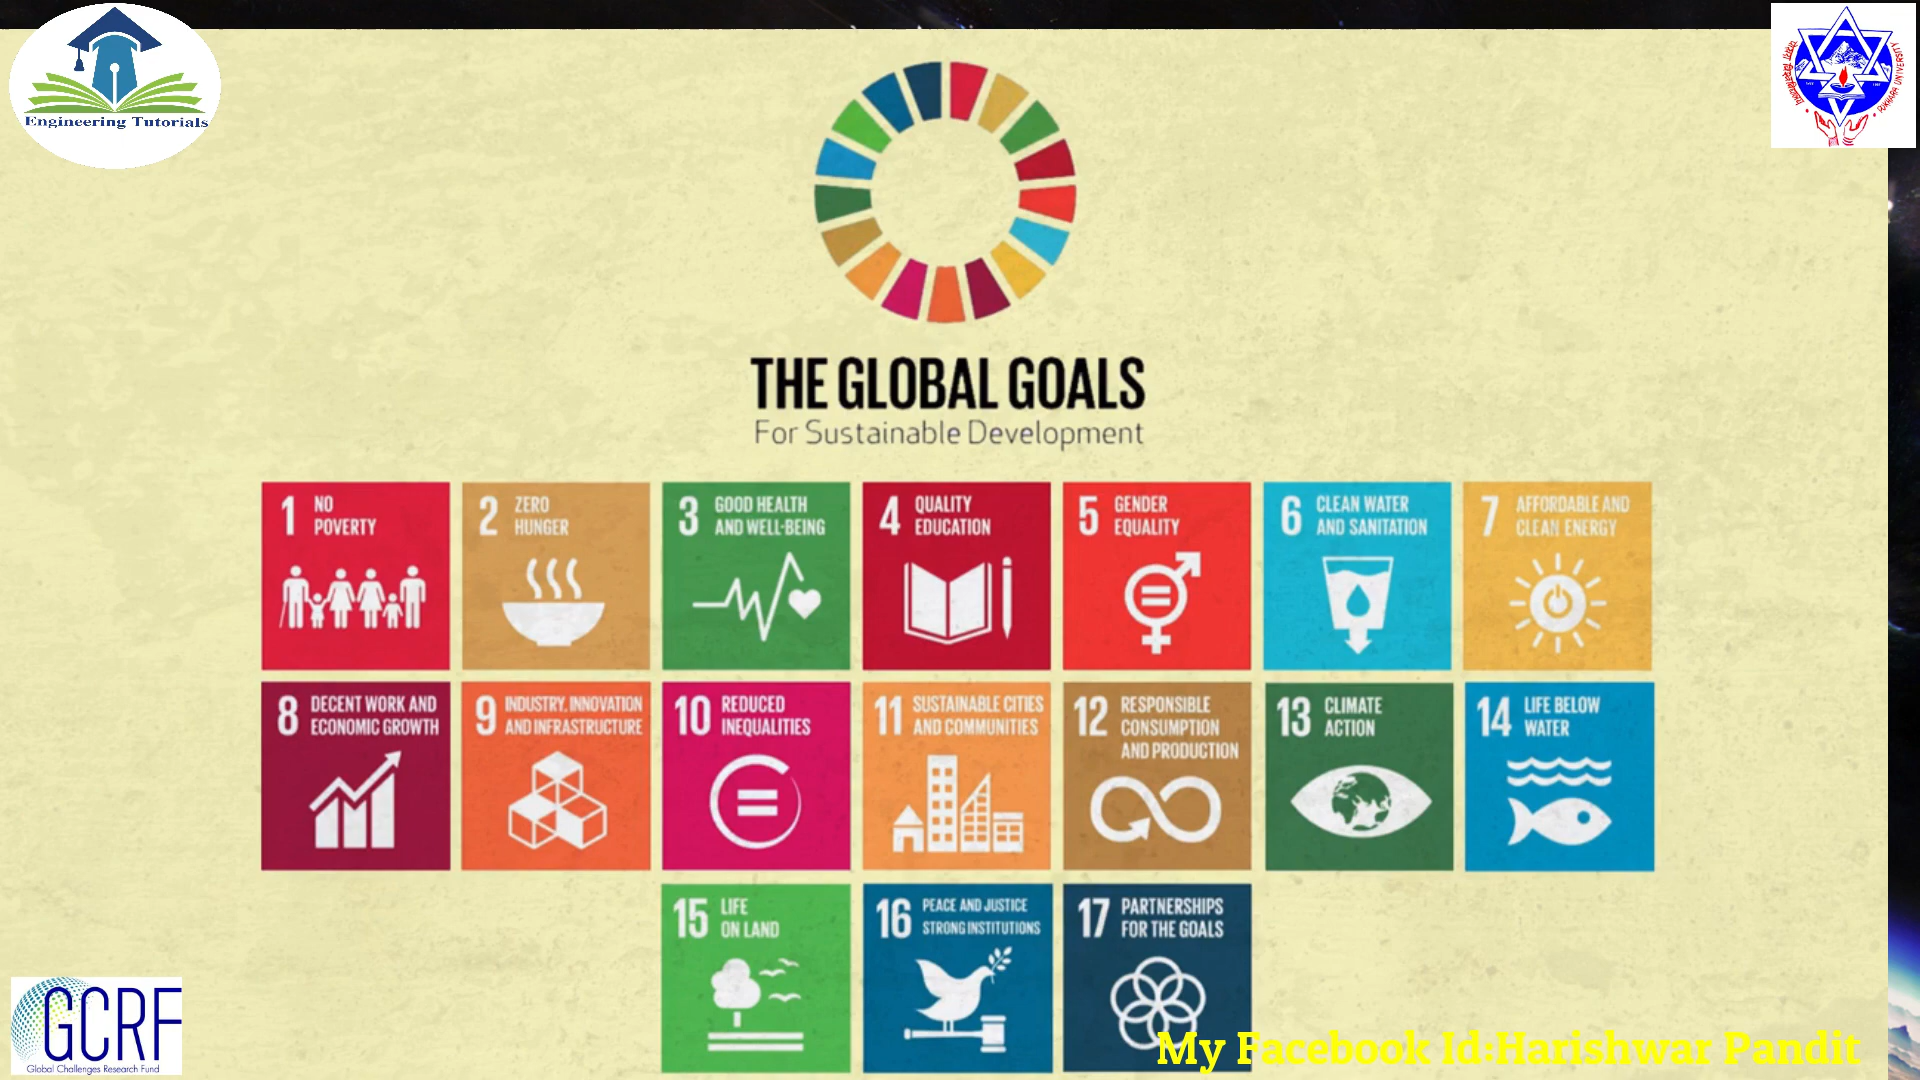 Engineering Tutorials
POKHARA UNIVERSITY
THE GLOBAL GOALS
For Sustainable Development
1 NO
POVERTY
2 ZERO
HUNGER
3 GOOD HEALTH
AND WELL-BEING
4 QUALITY
EDUCATION
5 GENDER
EQUALITY
6 CLEAN WATER
AND SANITATION
7 AFFORDABLE AND
CLEAN ENERGY
8 DECENT WORK AND
ECONOMIC GROWTH
9 INDUSTRY, INNOVATION
AND INFRASTRUCTURE
10 REDUCED
INEQUALITIES
11 SUSTAINABLE CITIES
AND COMMUNITIES
12 RESPONSIBLE
CONSUMPTION
AND PRODUCTION
13 CLIMATE
ACTION
14 LIFE BELOW
WATER
15 LIFE
ON LAND
16 PEACE AND JUSTICE
STRONG INSTITUTIONS
17 PARTNERSHIPS
FOR THE GOALS
GCRF
Global Challenges Research Fund
My Facebook Id:Harishwar Pandit